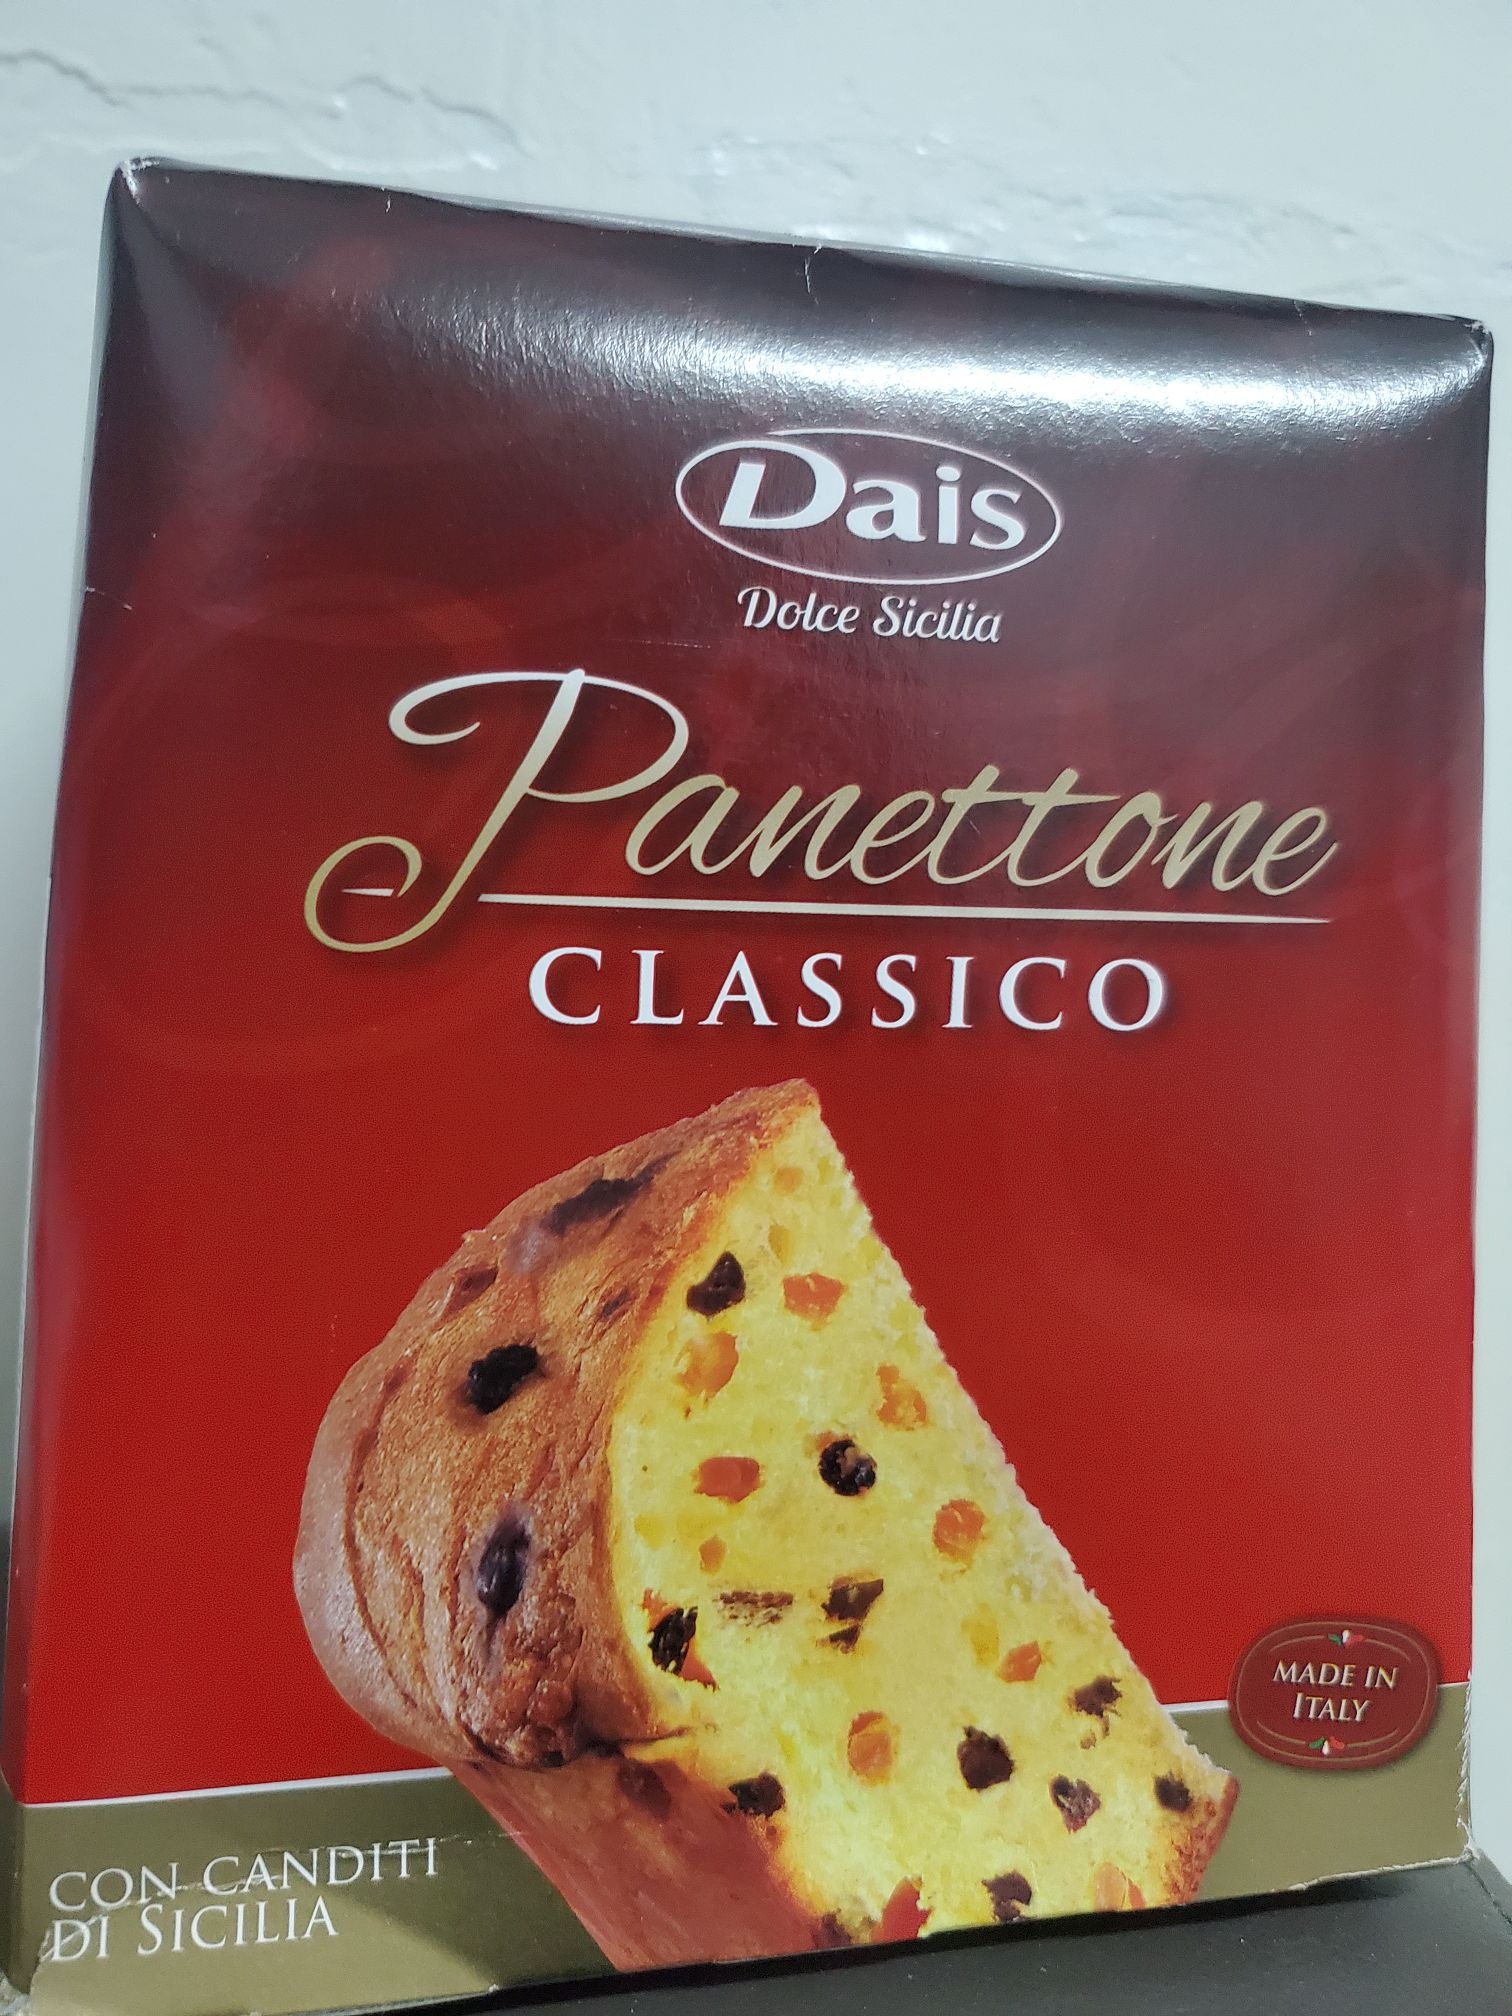 Dais
Dolce Sicilia
Panettone
CLASSICO
MADE IN
ITALY
CON CANDITI
DI SICILIA